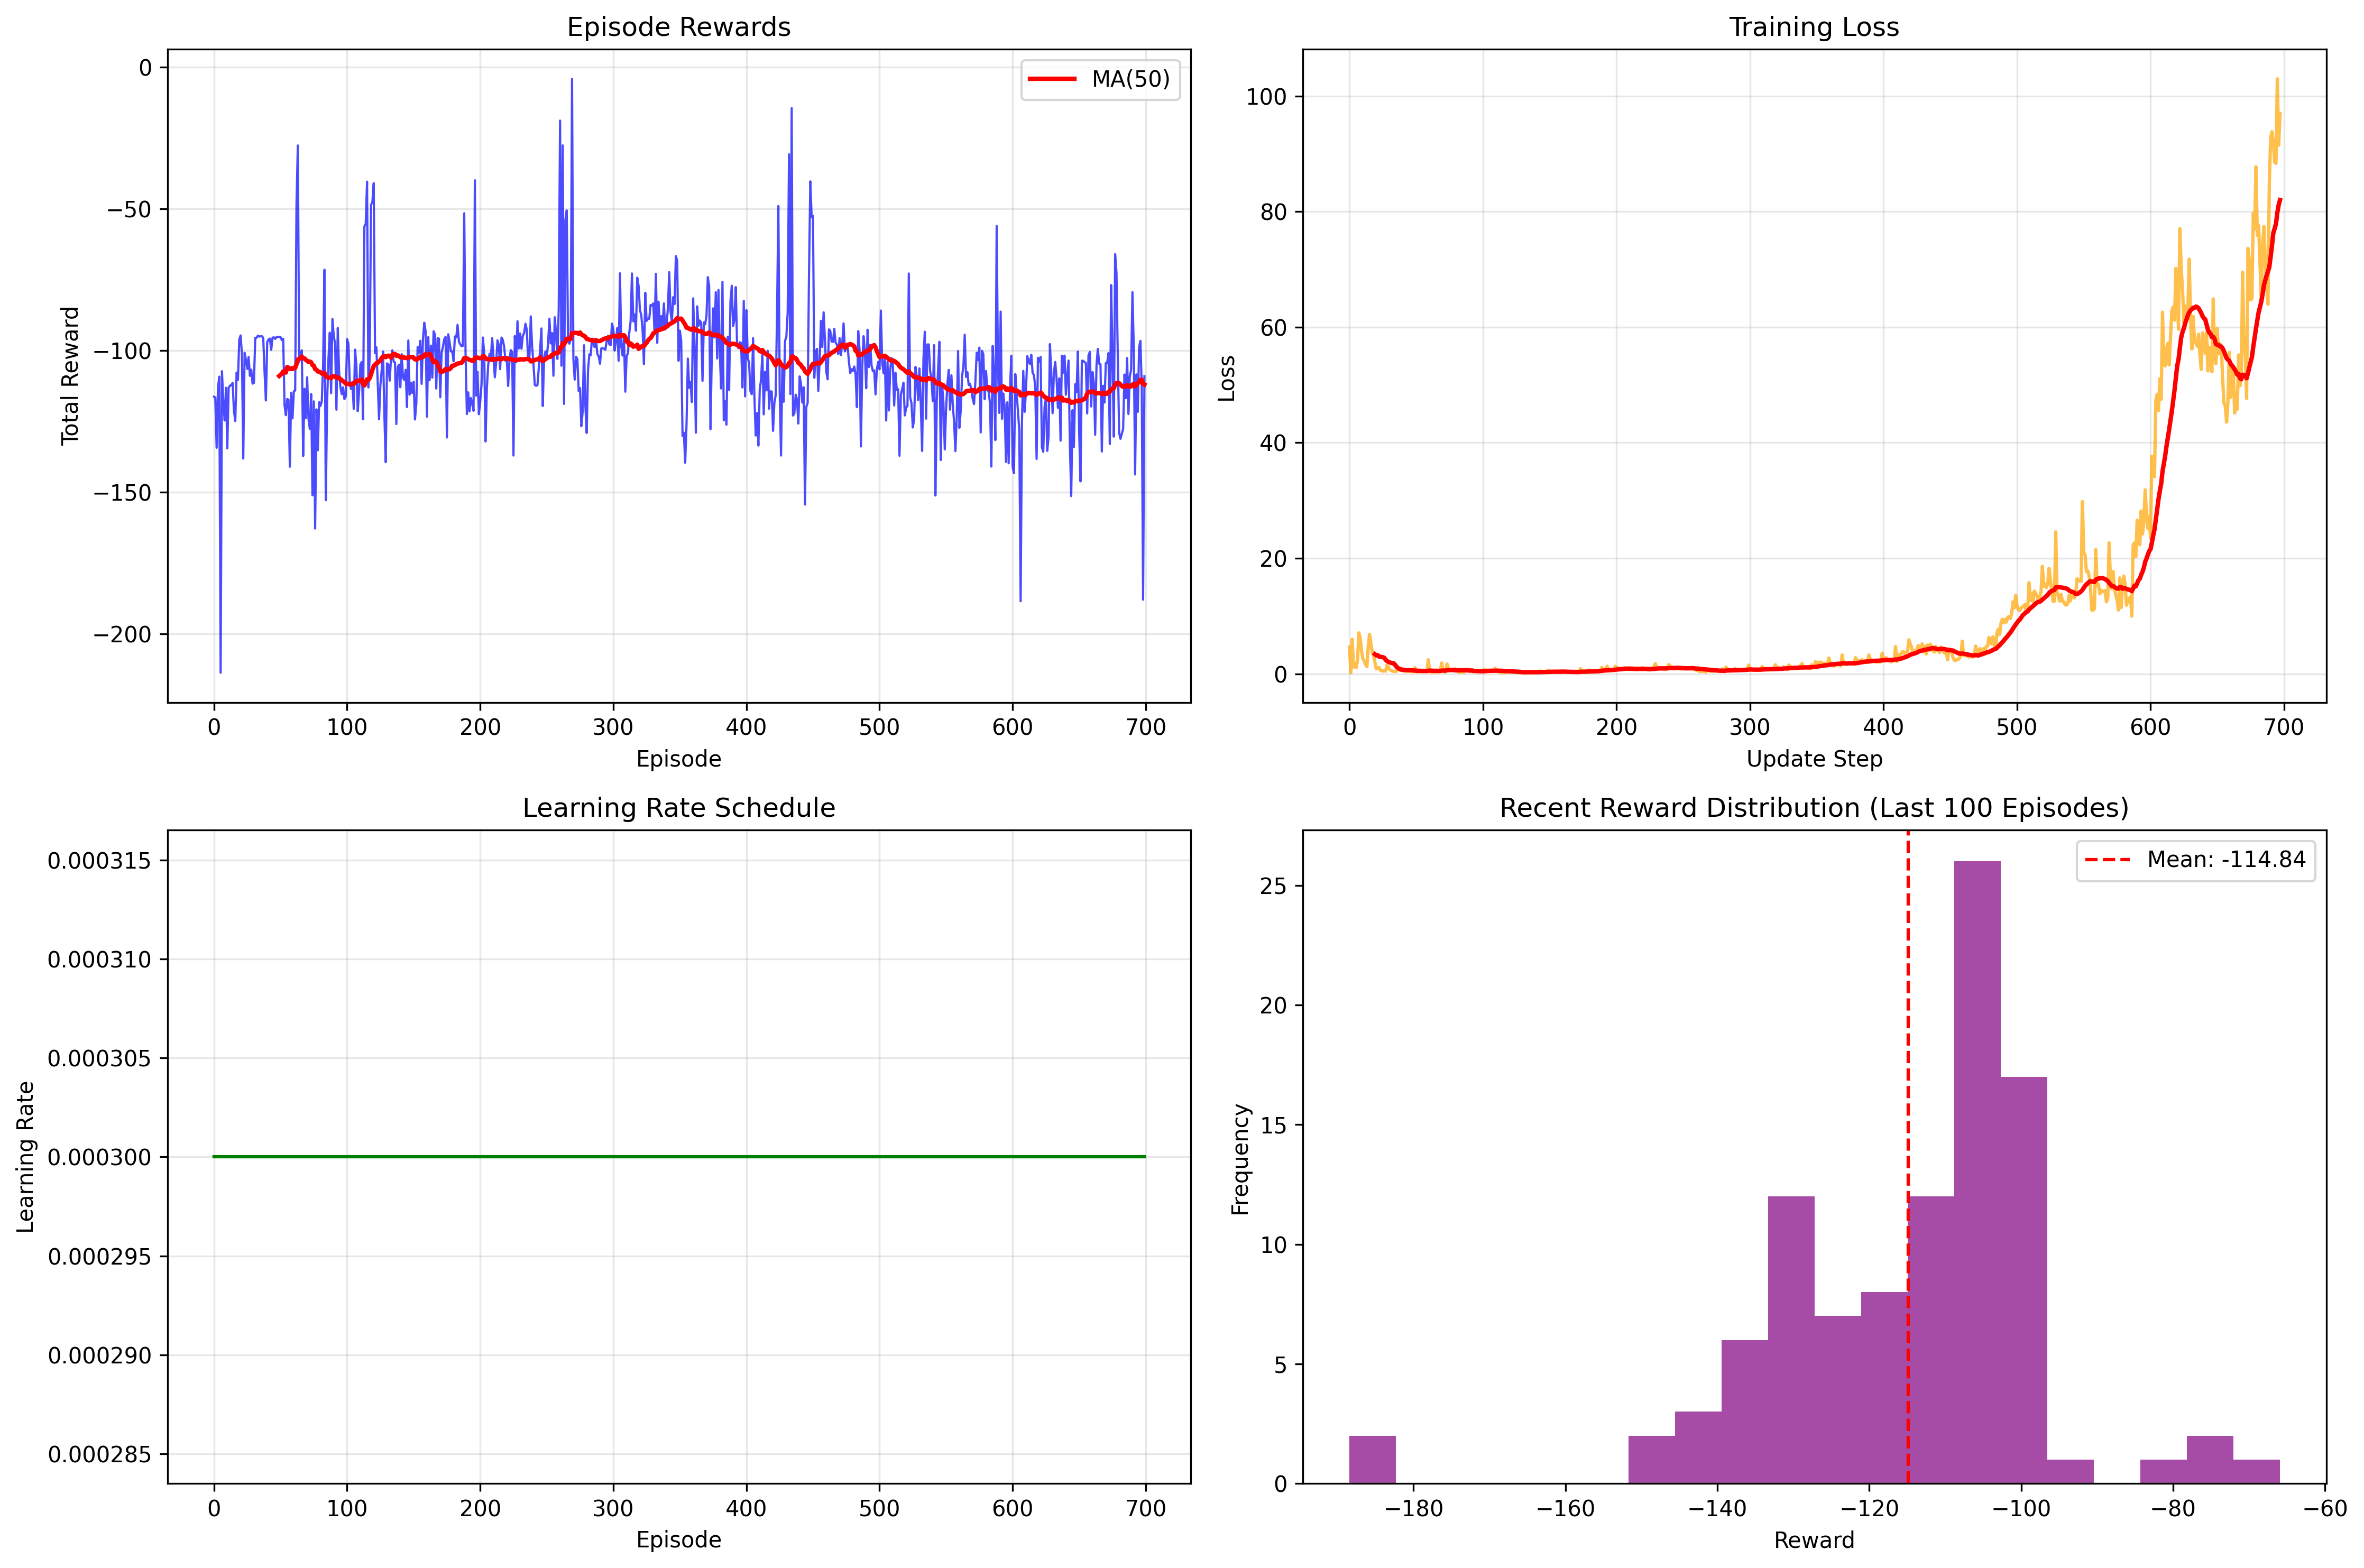 Episode Rewards
MA(50)
0
−50
−100
−150
−200
Total Reward
0 100 200 300 400 500 600 700
Episode
Training Loss
100
80
60
40
20
0
Loss
0 100 200 300 400 500 600 700
Update Step
Learning Rate Schedule
0.000315
0.000310
0.000305
0.000300
0.000295
0.000290
0.000285
Learning Rate
0 100 200 300 400 500 600 700
Episode
Recent Reward Distribution (Last 100 Episodes)
Mean: -114.84
25
20
15
10
5
0
Frequency
−180 −160 −140 −120 −100 −80 −60
Reward